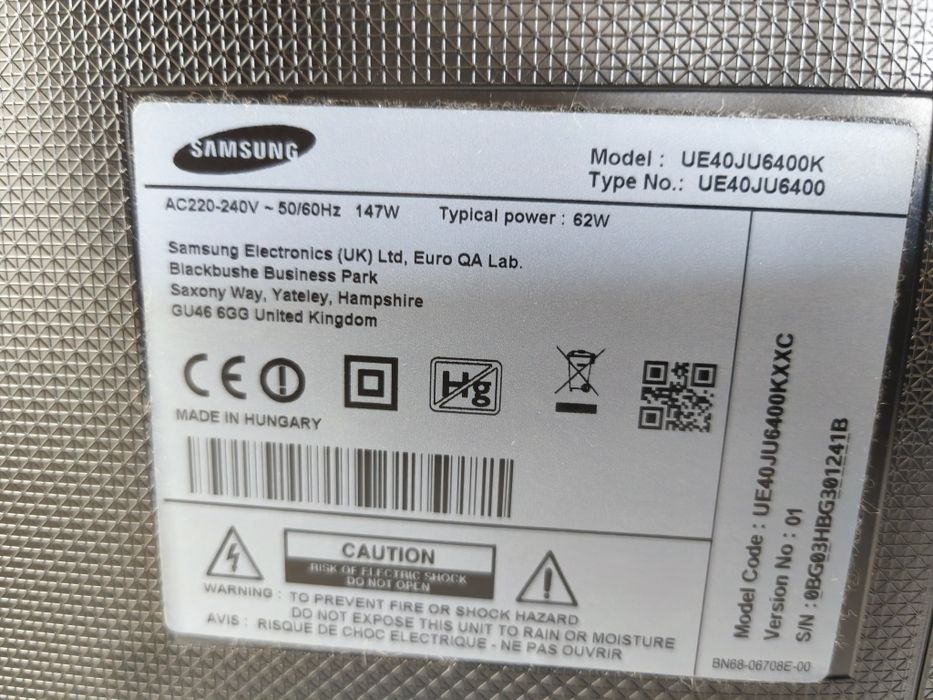 SAMSUNG
Model : UE40JU6400K
Type No.: UE40JU6400
AC220-240V ~ 50/60Hz 147W Typical power : 62W
Samsung Electronics (UK) Ltd, Euro QA Lab.
Blackbushe Business Park
Saxony Way, Yateley, Hampshire
GU46 6GG United Kingdom
CE
Hg
MADE IN HUNGARY
CAUTION
RISK OF ELECTRIC SHOCK
DO NOT OPEN
WARNING : TO PREVENT FIRE OR SHOCK HAZARD
DO NOT EXPOSE THIS UNIT TO RAIN OR MOISTURE
AVIS : RISQUE DE CHOC ELECTRIQUE - NE PAS OUVRIR
Model Code : UE40JU6400KXXC
Version No : 01
S/N : 0BG03HBG301241B
BN68-06708E-00